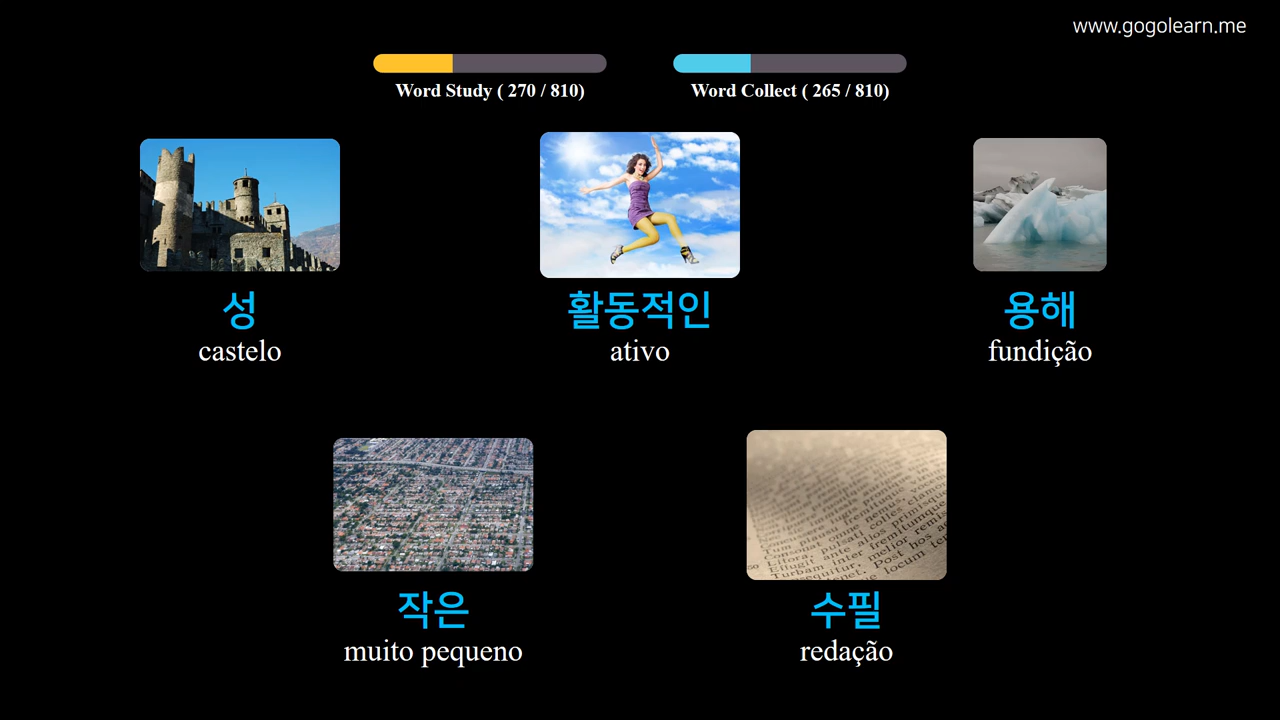 www.gogolearn.me
Word Study ( 270 / 810)
Word Collect ( 265 / 810)
성
castelo
활동적인
ativo
용해
fundição
작은
muito pequeno
수필
redação